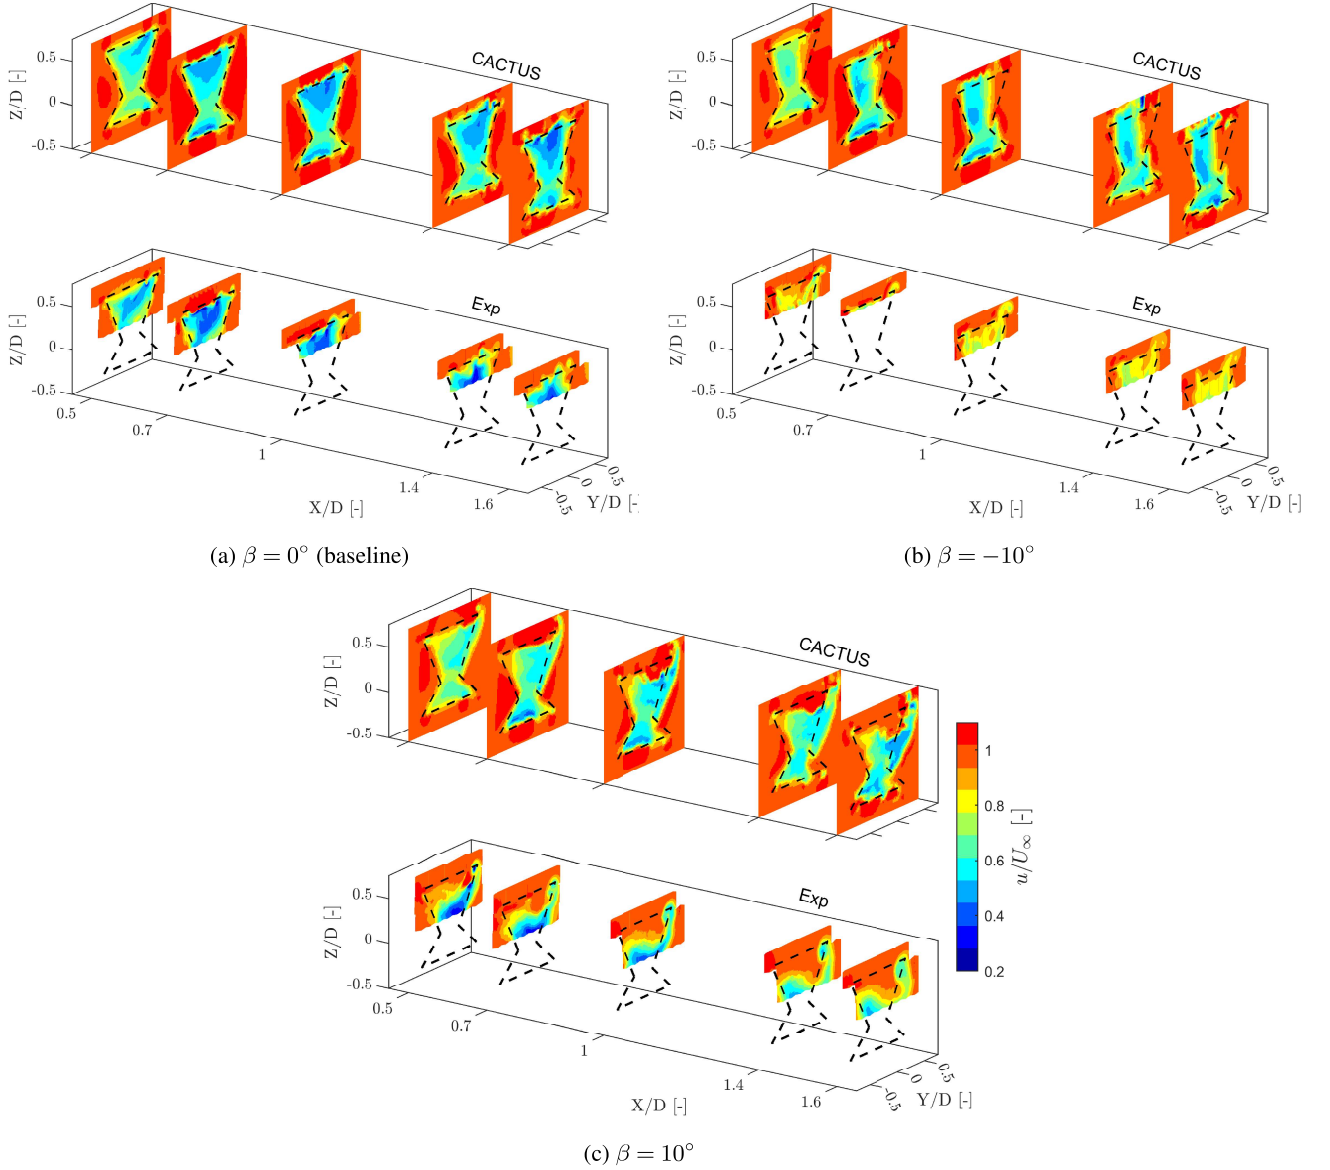 CACTUS
Z/D [-]
0.5
0
-0.5
Exp
Z/D [-]
0.5
0
-0.5
0.5
0.7
1
1.4
1.6
X/D [-]
-0.5
0
0.5
Y/D [-]
(a) β = 0° (baseline)
CACTUS
Z/D [-]
0.5
0
-0.5
Exp
Z/D [-]
0.5
0
-0.5
0.5
0.7
1
1.4
1.6
X/D [-]
-0.5
0
0.5
Y/D [-]
(b) β = −10°
CACTUS
Z/D [-]
0.5
0
-0.5
Exp
Z/D [-]
0.5
0
-0.5
0.5
0.7
1
1.4
1.6
X/D [-]
-0.5
0
0.5
Y/D [-]
1
0.8
0.6
0.4
0.2
u/U∞ [-]
(c) β = 10°